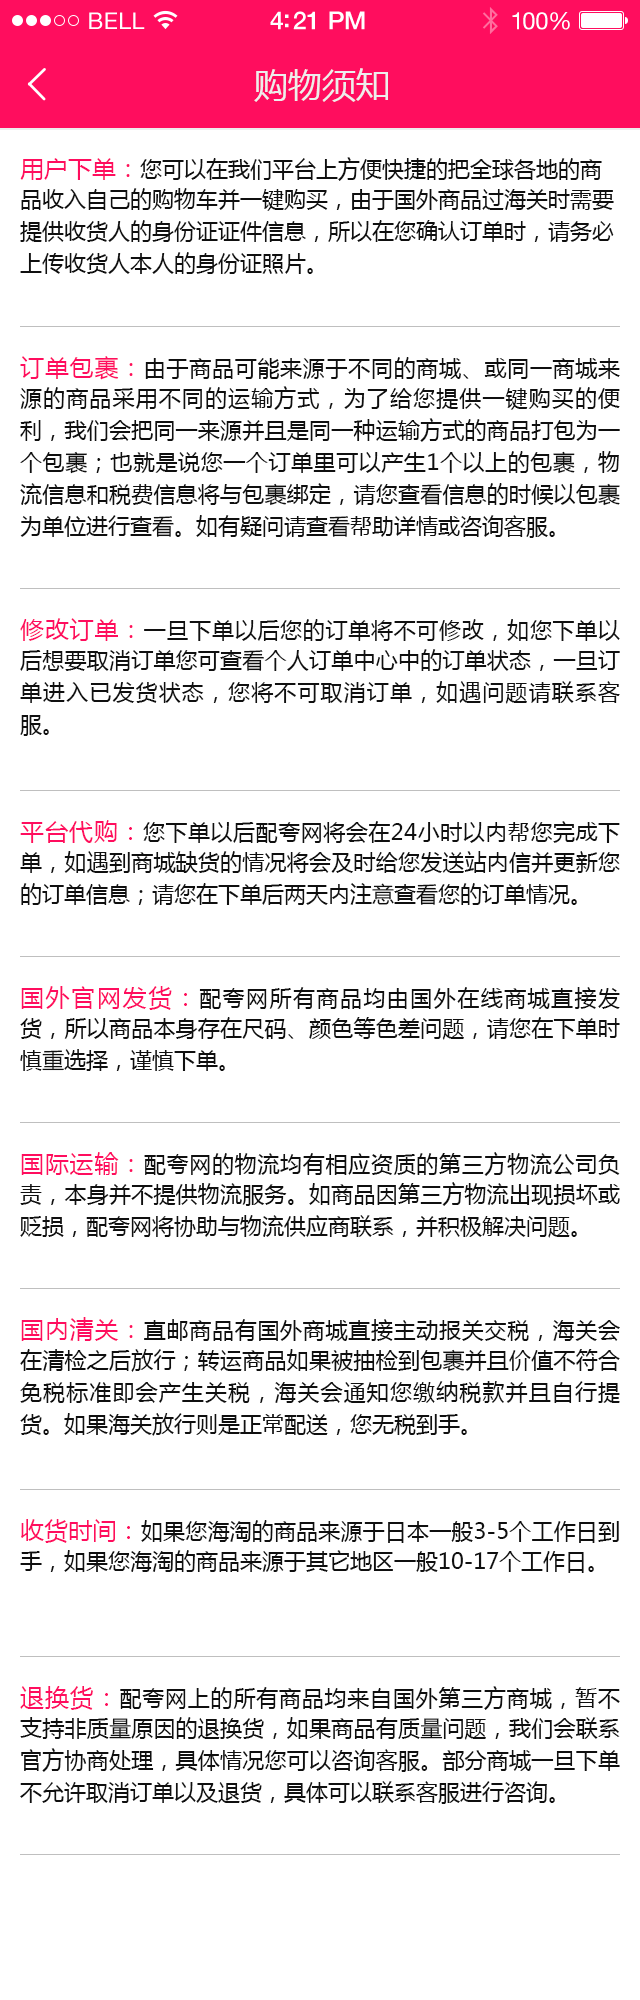 BELL 4:21 PM 100%
购物须知
用户下单：您可以在我们平台上方便快捷的把全球各地的商
品收入自己的购物车并一键购买，由于国外商品过海关时需要
提供收货人的身份证证件信息，所以在您确认订单时，请务必
上传收货人本人的身份证照片。
订单包裹：由于商品可能来源于不同的商城、或同一商城来
源的商品采用不同的运输方式，为了给您提供一键购买的便
利，我们会把同一来源并且是同一种运输方式的商品打包为一
个包裹；也就是说您一个订单里可以产生1个以上的包裹，物
流信息和税费信息将与包裹绑定，请您查看信息的时候以包裹
为单位进行查看。如有疑问请查看帮助详情或咨询客服。
修改订单：一旦下单以后您的订单将不可修改，如您下单以
后想要取消订单您可查看个人订单中心中的订单状态，一旦订
单进入已发货状态，您将不可取消订单，如遇问题请联系客
服。
平台代购：您下单以后配夸网将会在24小时以内帮您完成下
单，如遇到商城缺货的情况将会及时给您发送站内信并更新您
的订单信息；请您在下单后两天内注意查看您的订单情况。
国外官网发货：配夸网所有商品均由国外在线商城直接发
货，所以商品本身存在尺码、颜色等色差问题，请您在下单时
慎重选择，谨慎下单。
国际运输：配夸网的物流均有相应资质的第三方物流公司负
责，本身并不提供物流服务。如商品因第三方物流出现损坏或
贬损，配夸网将协助与物流供应商联系，并积极解决问题。
国内清关：直邮商品有国外商城直接主动报关交税，海关会
在清检之后放行；转运商品如果被抽检到包裹并且价值不符合
免税标准即会产生关税，海关会通知您缴纳税款并且自行提
货。如果海关放行则是正常配送，您无税到手。
收货时间：如果您海淘的商品来源于日本一般3-5个工作日到
手，如果您海淘的商品来源于其它地区一般10-17个工作日。
退换货：配夸网上的所有商品均来自国外第三方商城，暂不
支持非质量原因的退换货，如果商品有质量问题，我们会联系
官方协商处理，具体情况您可以咨询客服。部分商城一旦下单
不允许取消订单以及退货，具体可以联系客服进行咨询。